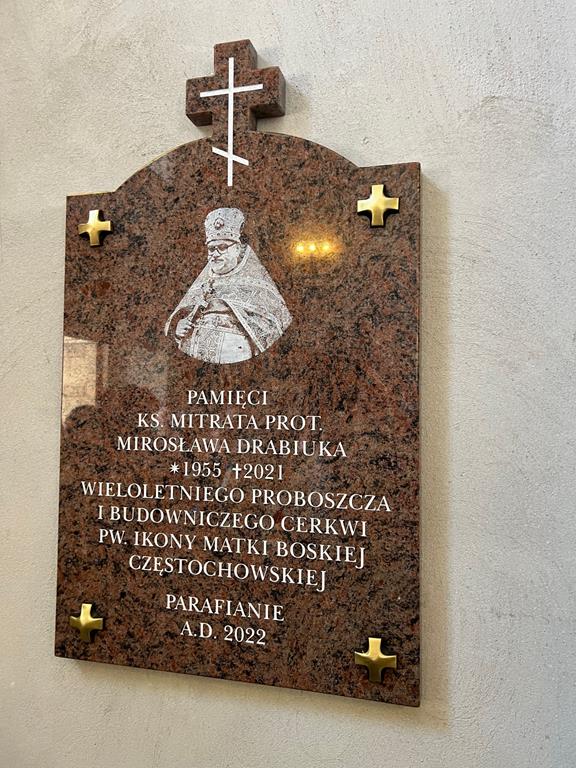 PAMIĘCI
KS. MITRATA PROT.
MIROSŁAWA DRABIUKA
*1955 †2021
WIELOLETNIEGO PROBOSZCZA
I BUDOWNICZEGO CERKWI
PW. IKONY MATKI BOSKIEJ
CZĘSTOCHOWSKIEJ
PARAFIANIE
A.D. 2022